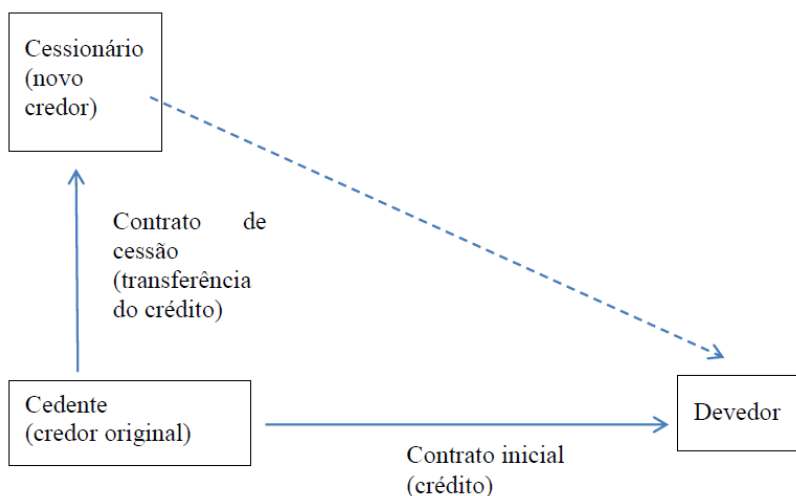 Cessionário
(novo
credor)
Contrato de
cessão
(transferência
do crédito)
Cedente
(credor original)
Devedor
Contrato inicial
(crédito)